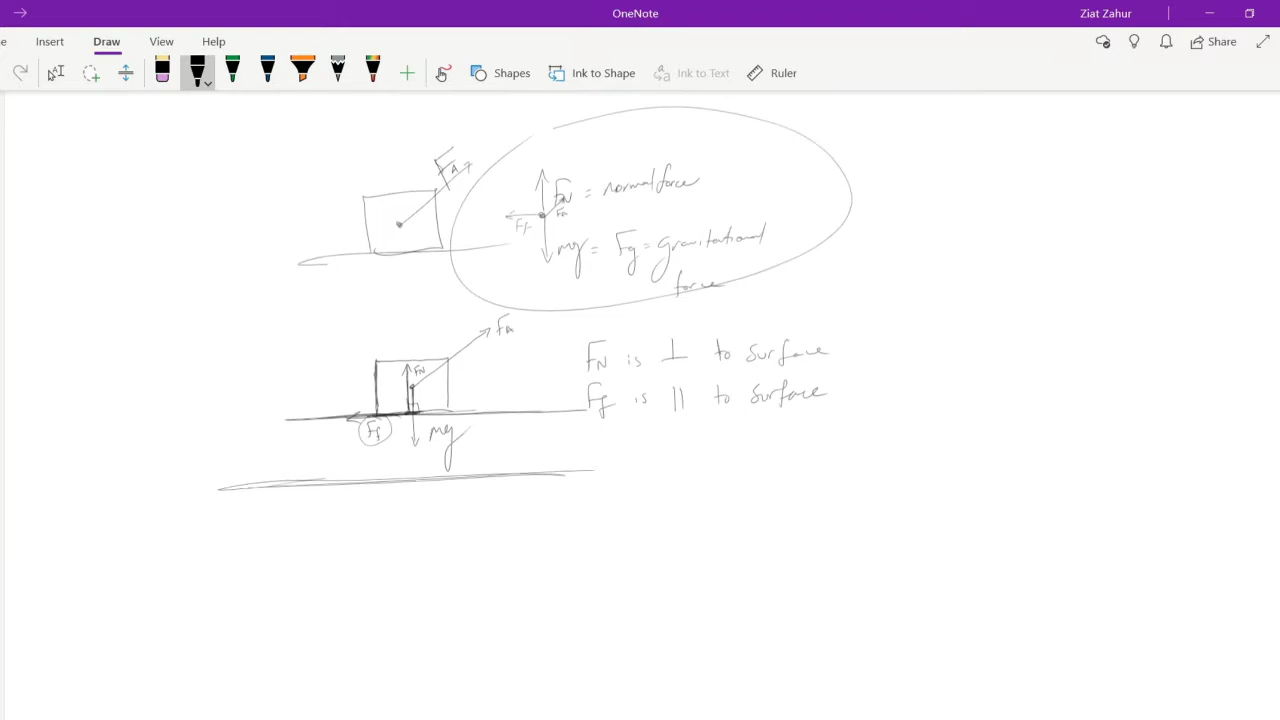 OneNote
Ziat Zahur
e Insert Draw View Help
Share
Shapes
Ink to Shape
Ink to Text
Ruler
FA
FN = normal force
Ff
FA
mg = Fg = gravitational
force
FA
FN
Ff
mg
FN is ⊥ to surface
Ff is || to surface